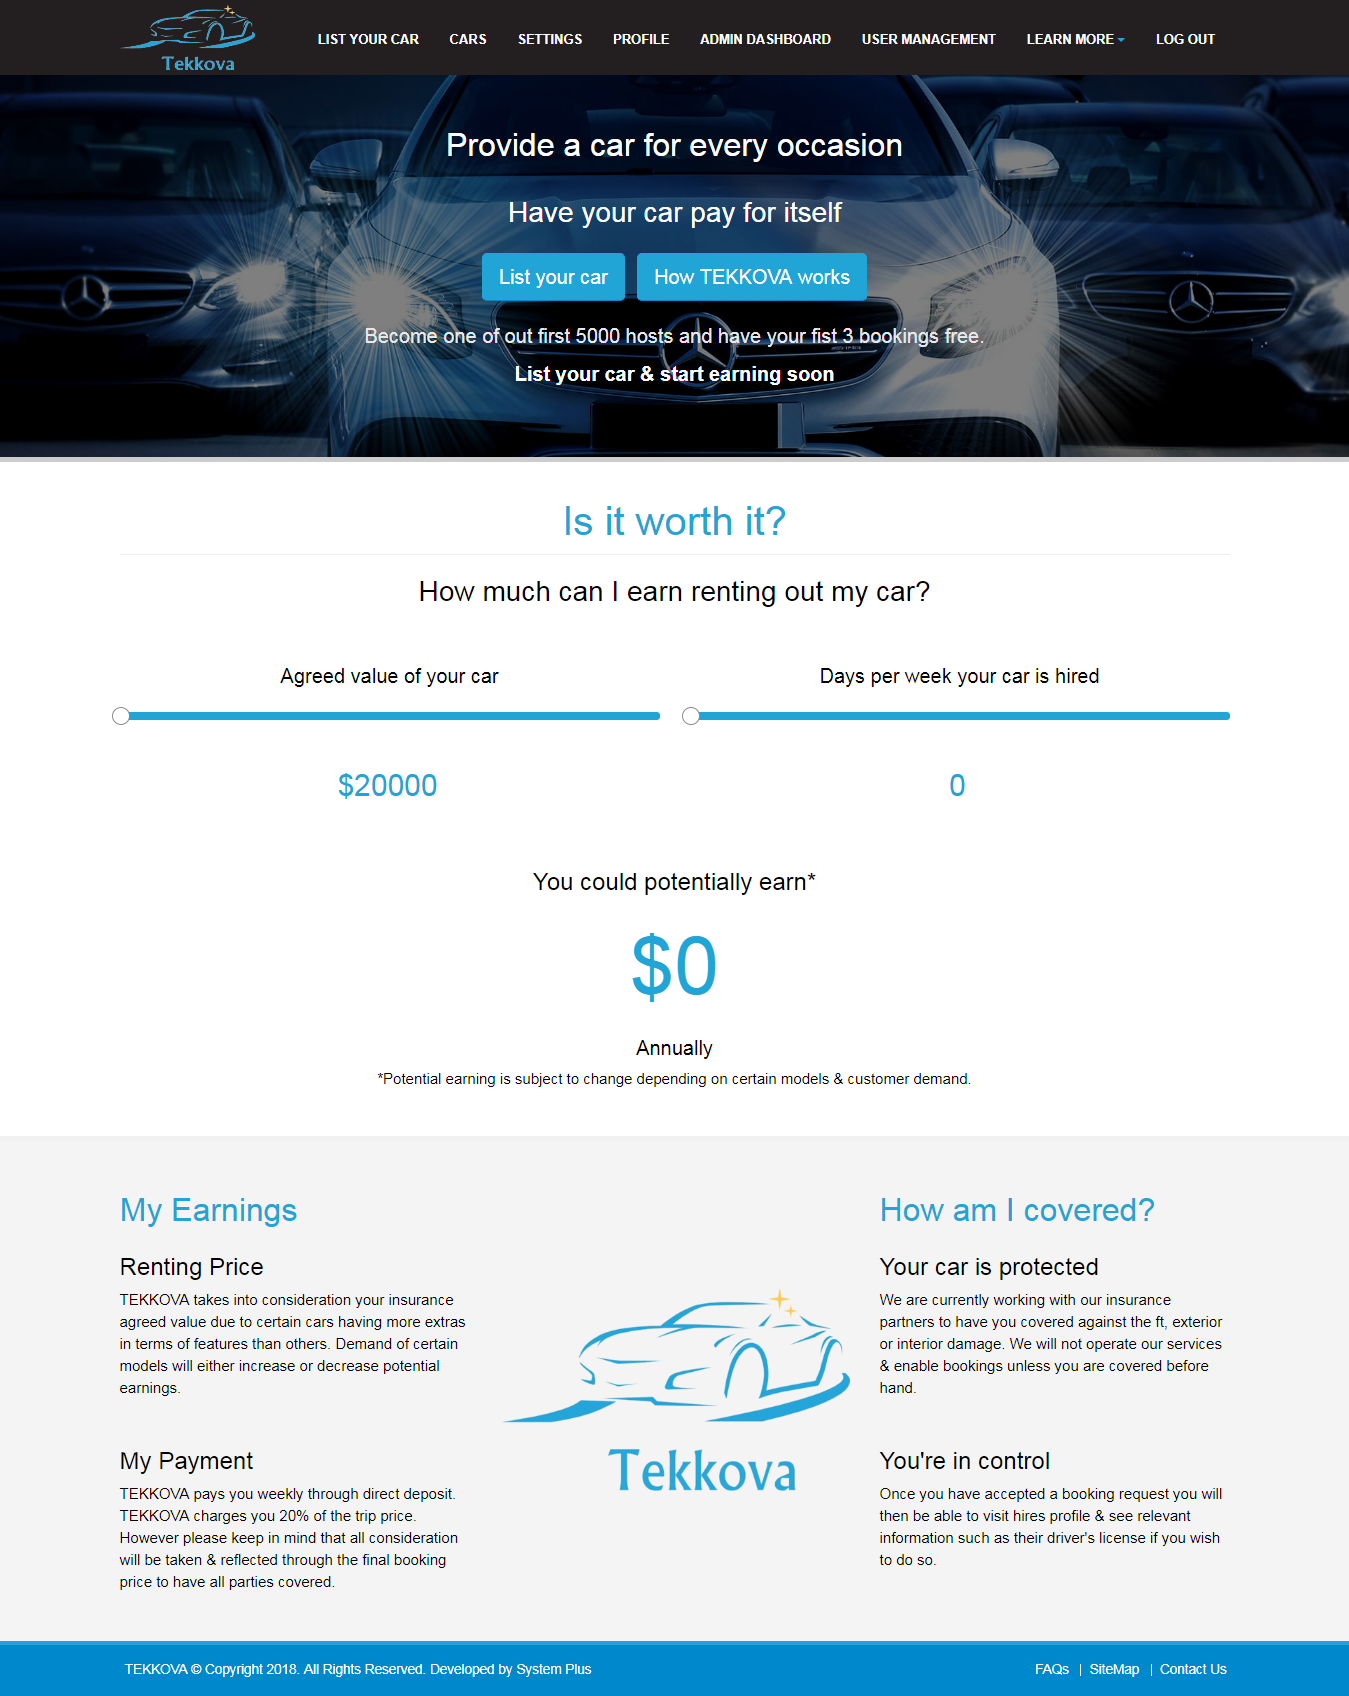 Tekkova
LIST YOUR CAR CARS SETTINGS PROFILE ADMIN DASHBOARD USER MANAGEMENT LEARN MORE LOG OUT
Provide a car for every occasion
Have your car pay for itself
List your car How TEKKOVA works
Become one of out first 5000 hosts and have your fist 3 bookings free.
List your car & start earning soon
Is it worth it?
How much can I earn renting out my car?
Agreed value of your car
$20000
Days per week your car is hired
0
You could potentially earn*
$0
Annually
*Potential earning is subject to change depending on certain models & customer demand.
My Earnings
Renting Price
TEKKOVA takes into consideration your insurance
agreed value due to certain cars having more extras
in terms of features than others. Demand of certain
models will either increase or decrease potential
earnings.
My Payment
TEKKOVA pays you weekly through direct deposit.
TEKKOVA charges you 20% of the trip price.
However please keep in mind that all consideration
will be taken & reflected through the final booking
price to have all parties covered.
Tekkova
How am I covered?
Your car is protected
We are currently working with our insurance
partners to have you covered against the ft, exterior
or interior damage. We will not operate our services
& enable bookings unless you are covered before
hand.
You're in control
Once you have accepted a booking request you will
then be able to visit hires profile & see relevant
information such as their driver's license if you wish
to do so.
TEKKOVA © Copyright 2018. All Rights Reserved. Developed by System Plus
FAQs | SiteMap | Contact Us